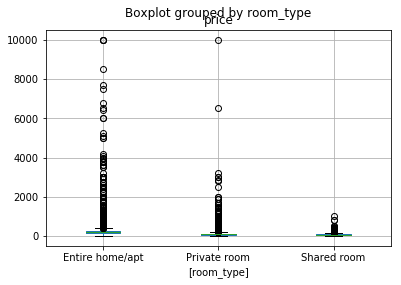 Boxplot grouped by room_type
price
10000
8000
6000
4000
2000
0
Entire home/apt Private room Shared room
[room_type]